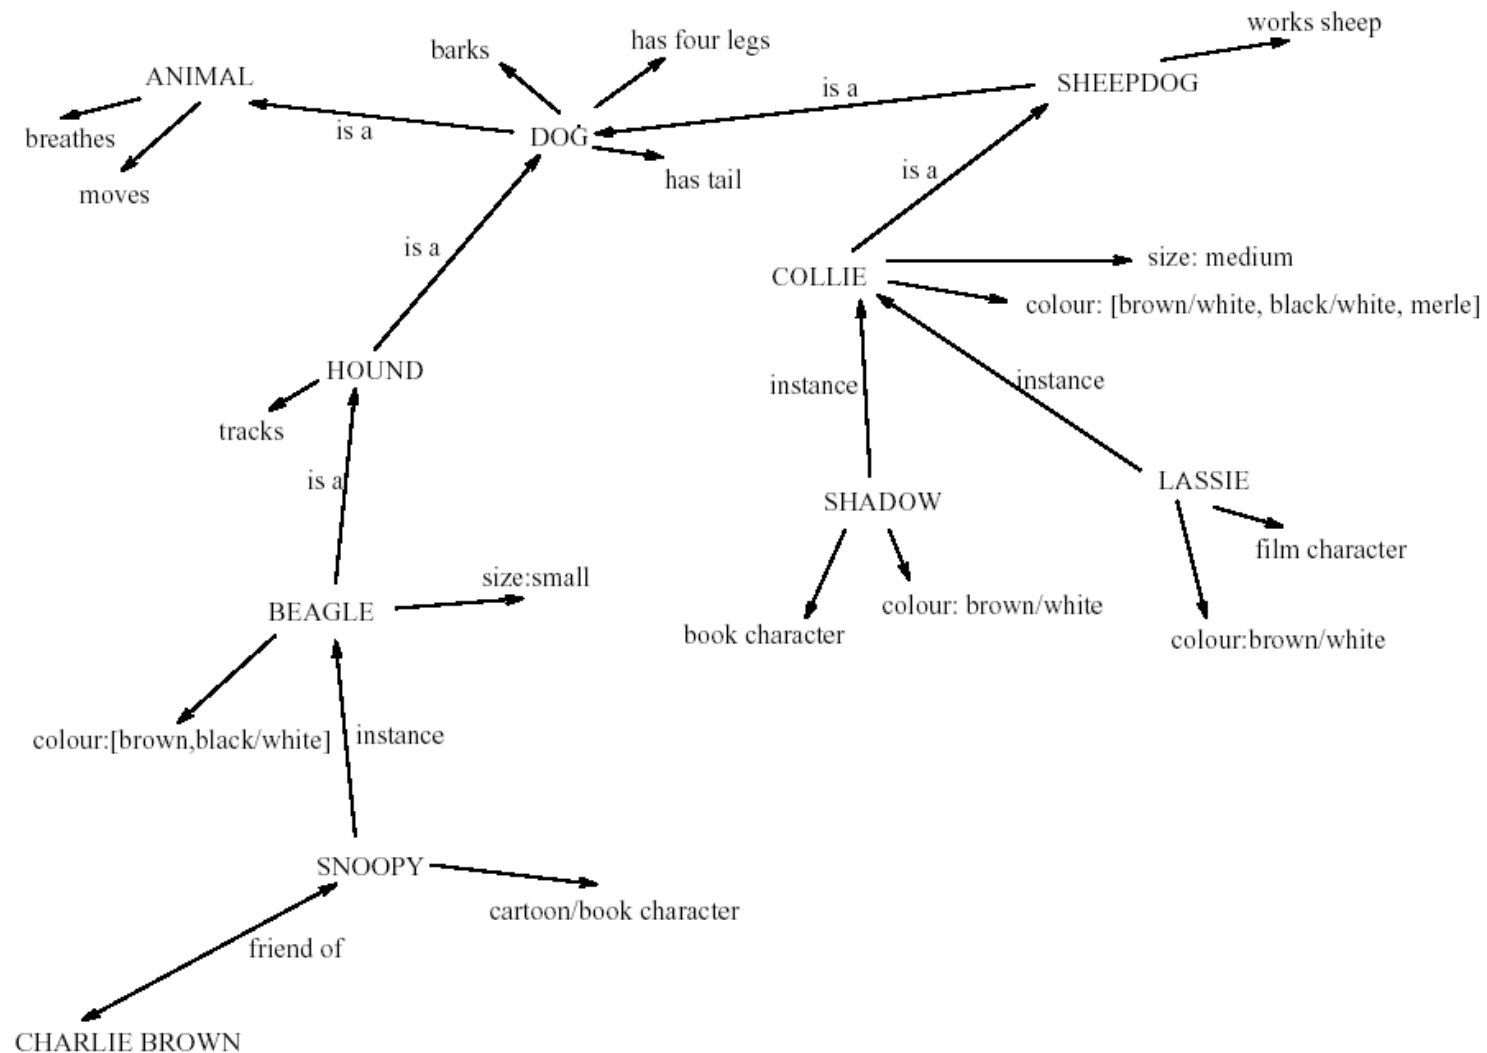 works sheep
has four legs
barks
ANIMAL
SHEEPDOG
is a
is a
DOG
breathes
has tail
moves
is a
is a
COLLIE
size: medium
colour: [brown/white, black/white, merle]
HOUND
instance
instance
tracks
is a
LASSIE
SHADOW
film character
size:small
colour: brown/white
BEAGLE
book character
colour:brown/white
colour:[brown,black/white]
instance
SNOOPY
cartoon/book character
friend of
CHARLIE BROWN